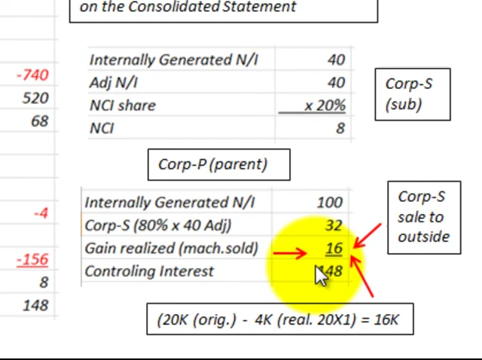 on the Consolidated Statement
Internally Generated N/I 40
-740
Adj N/I 40
520
NCI share x 20%
68
NCI 8
Corp-S
(sub)
Corp-P (parent)
Internally Generated N/I 100
-4
Corp-S (80% x 40 Adj) 32
Gain realized (mach.sold) 16
-156
Controling Interest 148
8
148
Corp-S
sale to
outside
(20K (orig.) - 4K (real. 20X1) = 16K